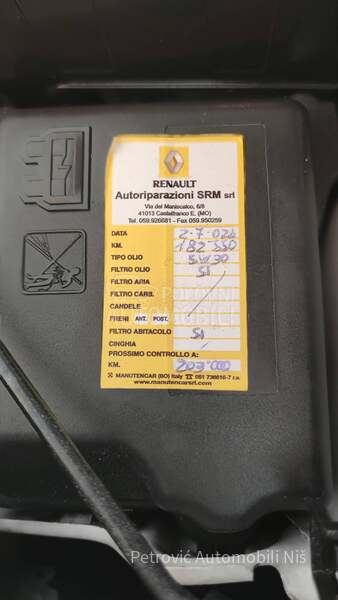 RENAULT
Autoriparazioni SRM srl
Via del Maniscalco, 6/8
41013 Castelfranco E. (MO)
Tel. 059.926681 - Fax 059.950259
DATA 2-7-024
KM. 182 550
TIPO OLIO 5W30
FILTRO OLIO SI
FILTRO ARIA
FILTRO CARB.
CANDELE
FRENI ANT. POST.
FILTRO ABITACOLO SI
CINGHIA
PROSSIMO CONTROLLO A:
KM. 203 000
MANUTENCAR (BO) Italy ☎ 051 736616-7 r.a.
www.manutencarsrl.com
Petrović Automobili Niš